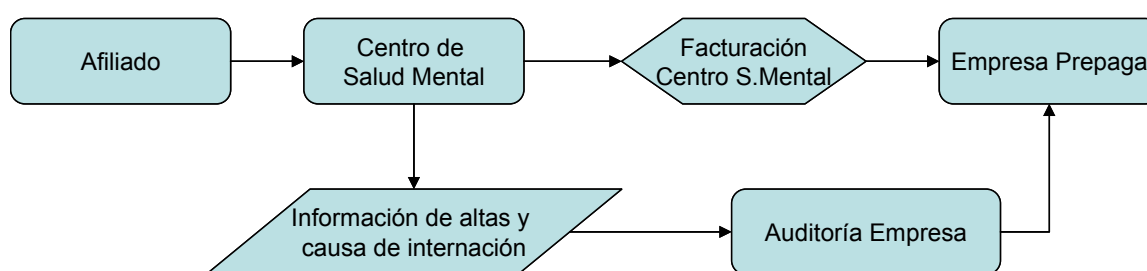 Afiliado
Centro de
Salud Mental
Facturación
Centro S.Mental
Empresa Prepaga
Información de altas y
causa de internación
Auditoría Empresa